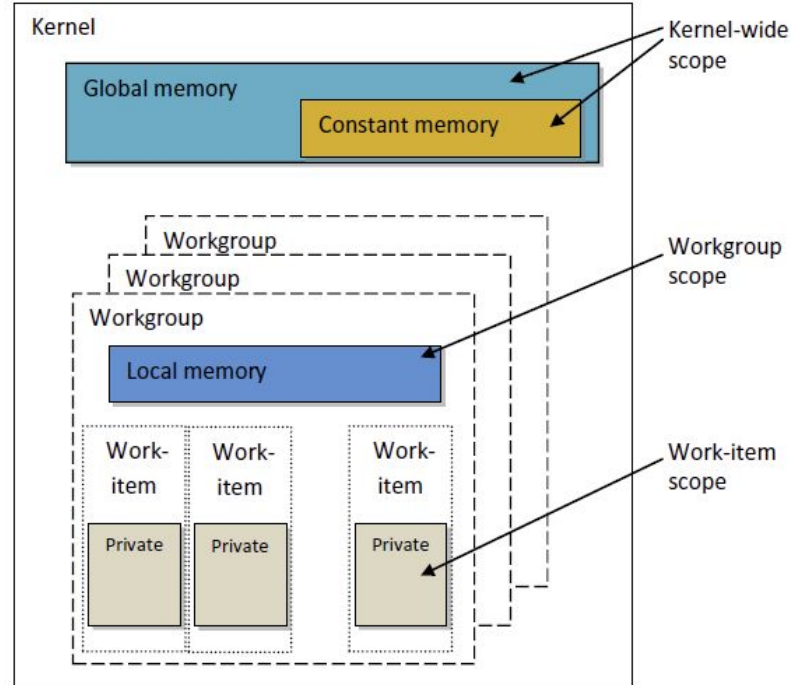 Kernel
Kernel-wide
scope
Global memory
Constant memory
Workgroup
Workgroup
Workgroup
Workgroup
scope
Local memory
Work-
item
Work-
item
Work-
item
Work-item
scope
Private
Private
Private